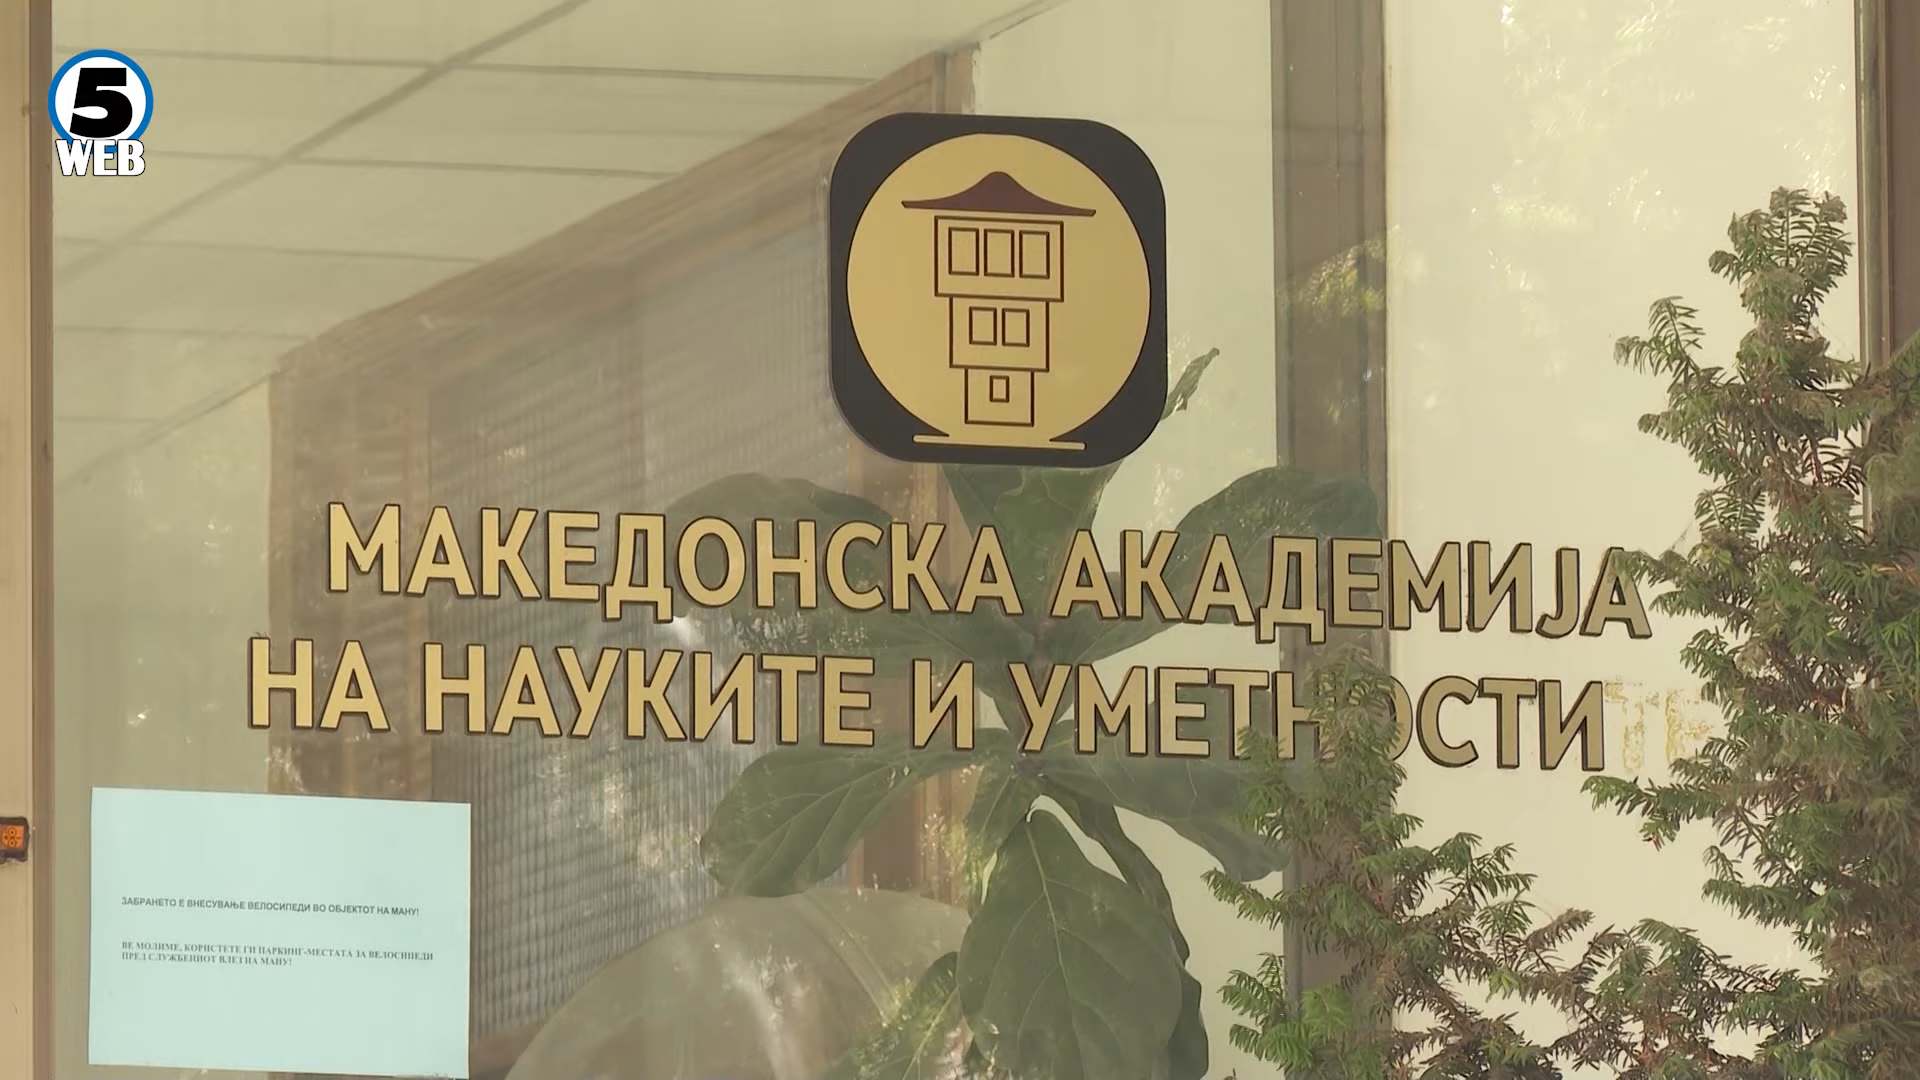 5
WEB
МАКЕДОНСКА АКАДЕМИЈА
НА НАУКИТЕ И УМЕТНОСТИТЕ
ЗАБРАНЕТО Е ВНЕСУВАЊЕ ВЕЛОСИПЕДИ ВО ОБЈЕКТОТ НА МАНУ!
ВЕ МОЛИМЕ, КОРИСТЕТЕ ГИ ПАРКИНГ-МЕСТАТА ЗА ВЕЛОСИПЕДИ
ПРЕД СЛУЖБЕНИОТ ВЛЕЗ НА МАНУ!